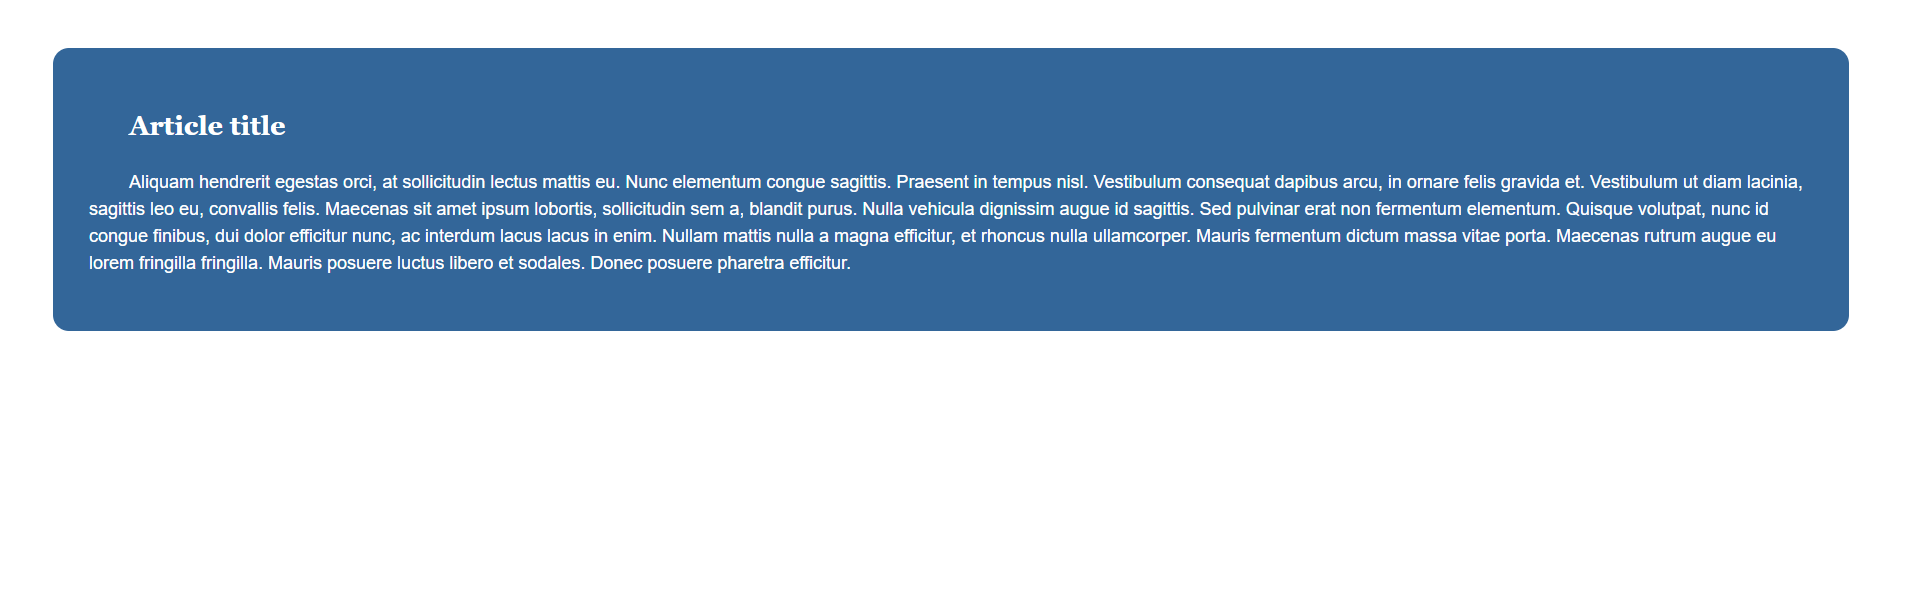 Article title
Aliquam hendrerit egestas orci, at sollicitudin lectus mattis eu. Nunc elementum congue sagittis. Praesent in tempus nisl. Vestibulum consequat dapibus arcu, in ornare felis gravida et. Vestibulum ut diam lacinia,
sagittis leo eu, convallis felis. Maecenas sit amet ipsum lobortis, sollicitudin sem a, blandit purus. Nulla vehicula dignissim augue id sagittis. Sed pulvinar erat non fermentum elementum. Quisque volutpat, nunc id
congue finibus, dui dolor efficitur nunc, ac interdum lacus lacus in enim. Nullam mattis nulla a magna efficitur, et rhoncus nulla ullamcorper. Mauris fermentum dictum massa vitae porta. Maecenas rutrum augue eu
lorem fringilla fringilla. Mauris posuere luctus libero et sodales. Donec posuere pharetra efficitur.